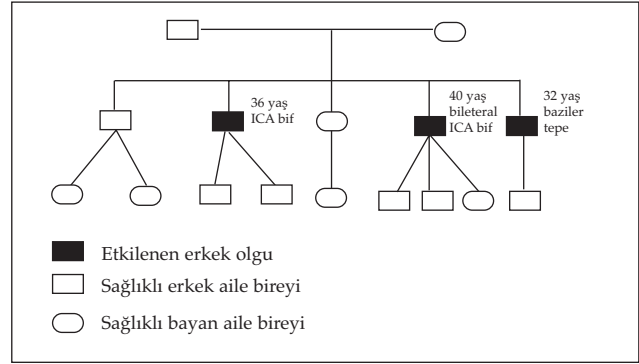 36 yaş
ICA bif
40 yaş
bileteral
ICA bif
32 yaş
baziler
tepe
Etkilenen erkek olgu
Sağlıklı erkek aile bireyi
Sağlıklı bayan aile bireyi